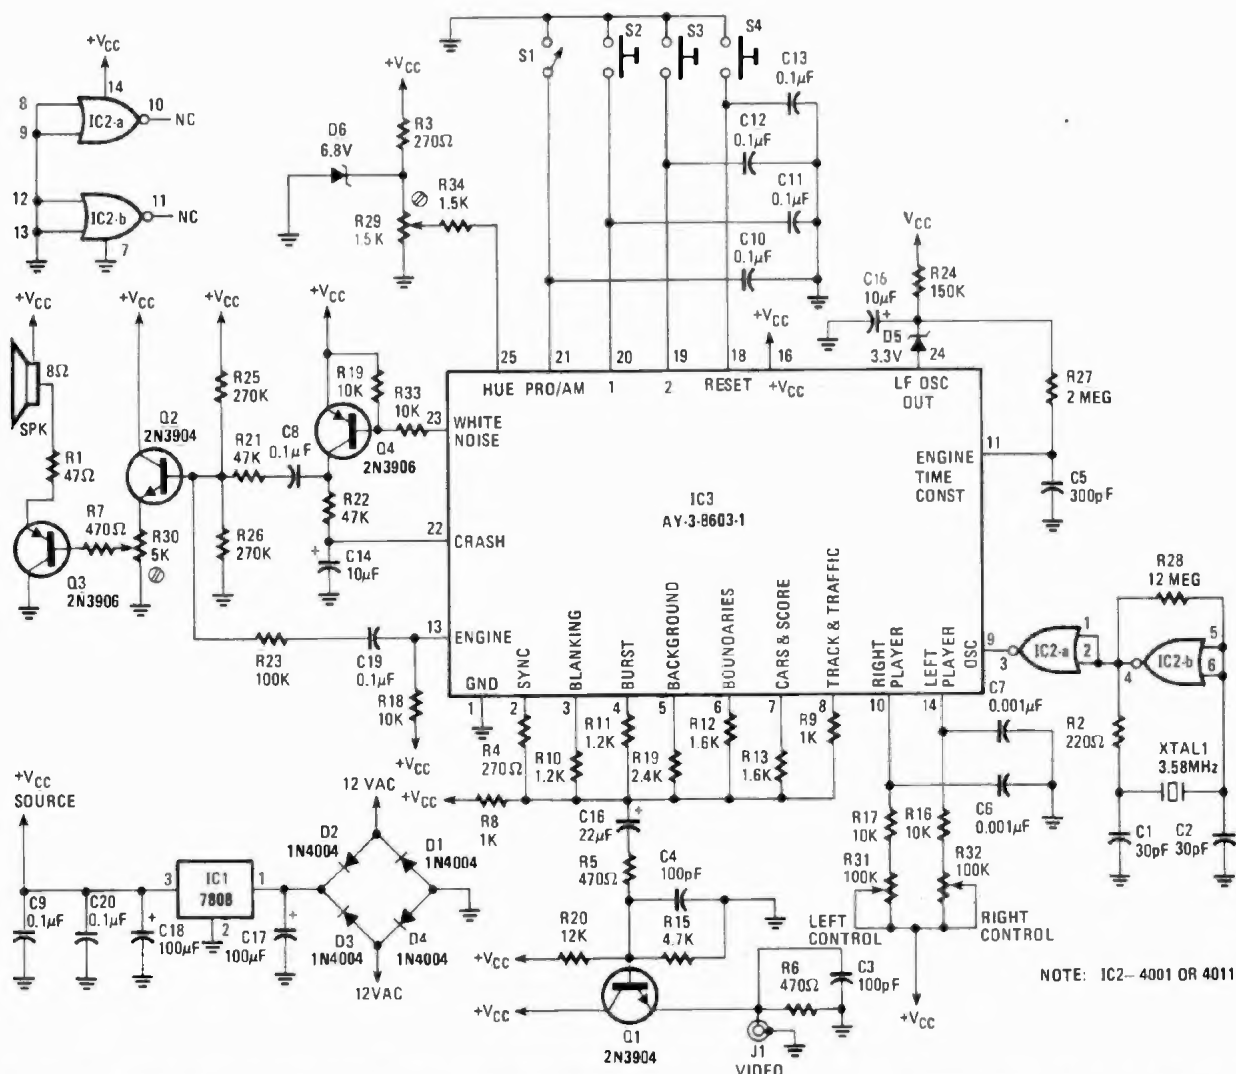 +VCC
14
8
9
IC2-a
10
NC
12
13
IC2-b
11
NC
7
+VCC
R3
270Ω
D6
6.8V
R34
1.5K
R29
1.5K
S1
S2
S3
S4
C13
0.1µF
C12
0.1µF
C11
0.1µF
C10
0.1µF
VCC
R24
150K
C15
10µF
+
D5
3.3V
24
+VCC
16
25
21
20
19
18
HUE
PRO/AM
1
2
RESET
+VCC
LF OSC
OUT
R27
2 MEG
11
ENGINE
TIME
CONST
C5
300pF
+VCC
8Ω
SPK
R1
47Ω
+VCC
Q2
2N3904
R7
470Ω
R30
5K
Q3
2N3906
+VCC
R25
270K
R21
47K
C8
0.1µF
R26
270K
+VCC
R19
10K
R33
10K
23
WHITE
NOISE
Q4
2N3906
R22
47K
22
CRASH
+
C14
10µF
13
ENGINE
R23
100K
C19
0.1µF
R18
10K
+VCC
IC3
AY-3-8603-1
GND
SYNC
BLANKING
BURST
BACKGROUND
BOUNDARIES
CARS & SCORE
TRACK & TRAFFIC
RIGHT
PLAYER
LEFT
PLAYER
OSC
1
2
3
4
5
6
7
8
10
14
9
3
IC2-a
1
2
4
IC2-b
5
6
R28
12 MEG
R2
220Ω
XTAL1
3.58MHz
C1
30pF
C2
30pF
R4
270Ω
R10
1.2K
R11
1.2K
R19
2.4K
R12
1.6K
R13
1.6K
R9
1K
+VCC
R8
1K
C16
22µF
+
R5
470Ω
C4
100pF
R20
12K
R15
4.7K
+VCC
+VCC
Q1
2N3904
R6
470Ω
C3
100pF
J1
VIDEO
C7
0.001µF
C6
0.001µF
R17
10K
R16
10K
R31
100K
R32
100K
LEFT
CONTROL
RIGHT
CONTROL
+VCC
NOTE: IC2–4001 OR 4011
+VCC
SOURCE
12 VAC
D2
1N4004
D1
1N4004
D3
1N4004
D4
1N4004
12VAC
3
IC1
7808
1
2
C9
0.1µF
C20
0.1µF
+
C18
100µF
+
C17
100µF